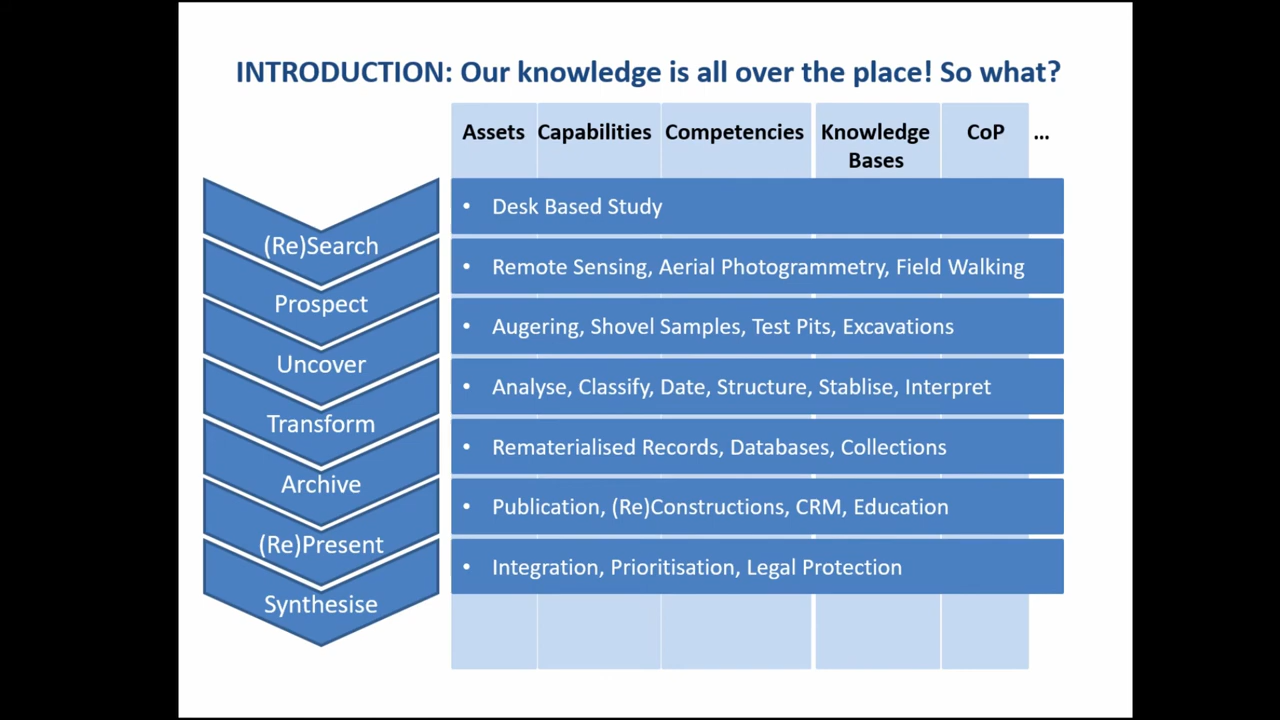 INTRODUCTION: Our knowledge is all over the place! So what?
Assets Capabilities Competencies Knowledge Bases CoP ...
(Re)Search
• Desk Based Study
Prospect
• Remote Sensing, Aerial Photogrammetry, Field Walking
Uncover
• Augering, Shovel Samples, Test Pits, Excavations
Transform
• Analyse, Classify, Date, Structure, Stablise, Interpret
Archive
• Rematerialised Records, Databases, Collections
(Re)Present
• Publication, (Re)Constructions, CRM, Education
Synthesise
• Integration, Prioritisation, Legal Protection